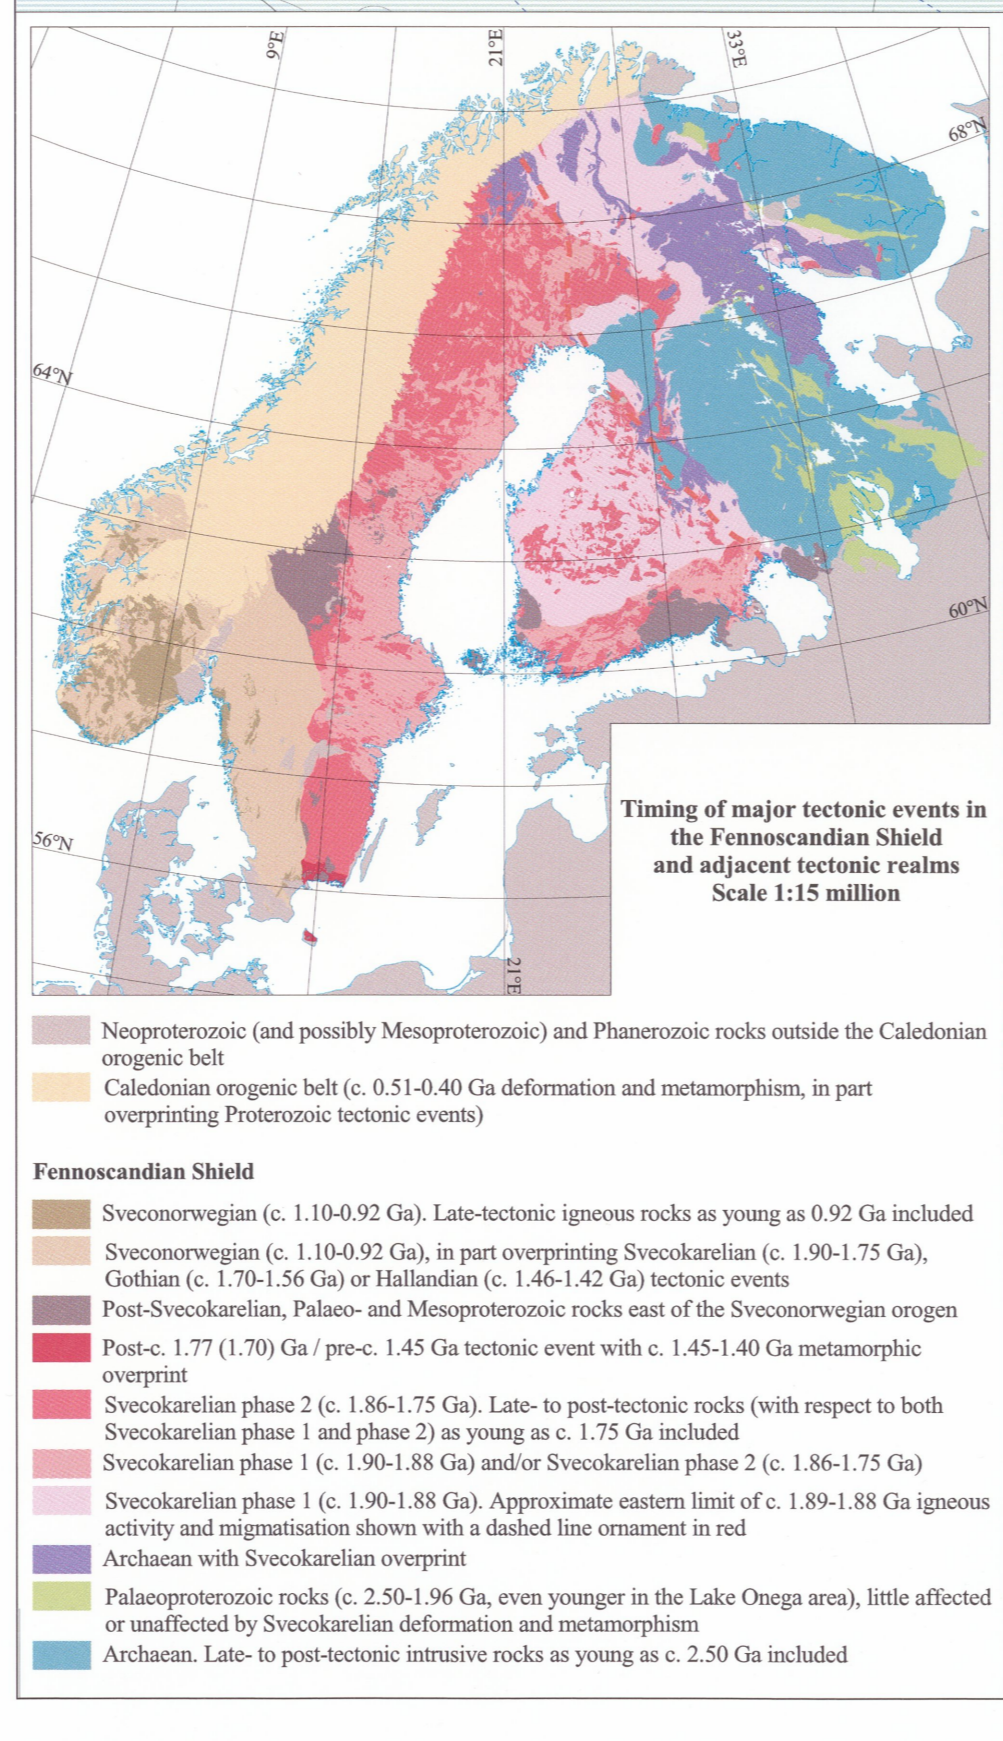 9°E
21°E
33°E
68°N
64°N
60°N
56°N
21°E
Timing of major tectonic events in
the Fennoscandian Shield
and adjacent tectonic realms
Scale 1:15 million
Neoproterozoic (and possibly Mesoproterozoic) and Phanerozoic rocks outside the Caledonian
orogenic belt
Caledonian orogenic belt (c. 0.51-0.40 Ga deformation and metamorphism, in part
overprinting Proterozoic tectonic events)
Fennoscandian Shield
Sveconorwegian (c. 1.10-0.92 Ga). Late-tectonic igneous rocks as young as 0.92 Ga included
Sveconorwegian (c. 1.10-0.92 Ga), in part overprinting Svecokarelian (c. 1.90-1.75 Ga),
Gothian (c. 1.70-1.56 Ga) or Hallandian (c. 1.46-1.42 Ga) tectonic events
Post-Svecokarelian, Palaeo- and Mesoproterozoic rocks east of the Sveconorwegian orogen
Post-c. 1.77 (1.70) Ga / pre-c. 1.45 Ga tectonic event with c. 1.45-1.40 Ga metamorphic
overprint
Svecokarelian phase 2 (c. 1.86-1.75 Ga). Late- to post-tectonic rocks (with respect to both
Svecokarelian phase 1 and phase 2) as young as c. 1.75 Ga included
Svecokarelian phase 1 (c. 1.90-1.88 Ga) and/or Svecokarelian phase 2 (c. 1.86-1.75 Ga)
Svecokarelian phase 1 (c. 1.90-1.88 Ga). Approximate eastern limit of c. 1.89-1.88 Ga igneous
activity and migmatisation shown with a dashed line ornament in red
Archaean with Svecokarelian overprint
Palaeoproterozoic rocks (c. 2.50-1.96 Ga, even younger in the Lake Onega area), little affected
or unaffected by Svecokarelian deformation and metamorphism
Archaean. Late- to post-tectonic intrusive rocks as young as c. 2.50 Ga included